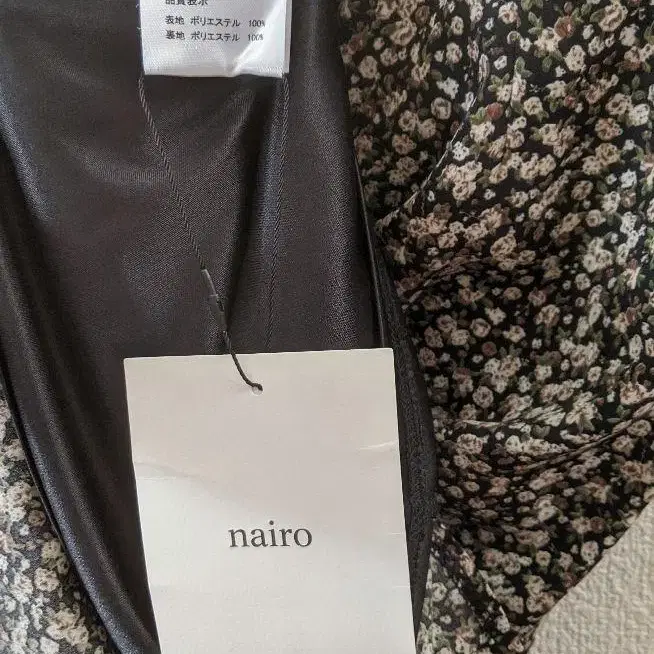 品質表示
表地 ポリエステル 100%
裏地 ポリエステル 100%
nairo